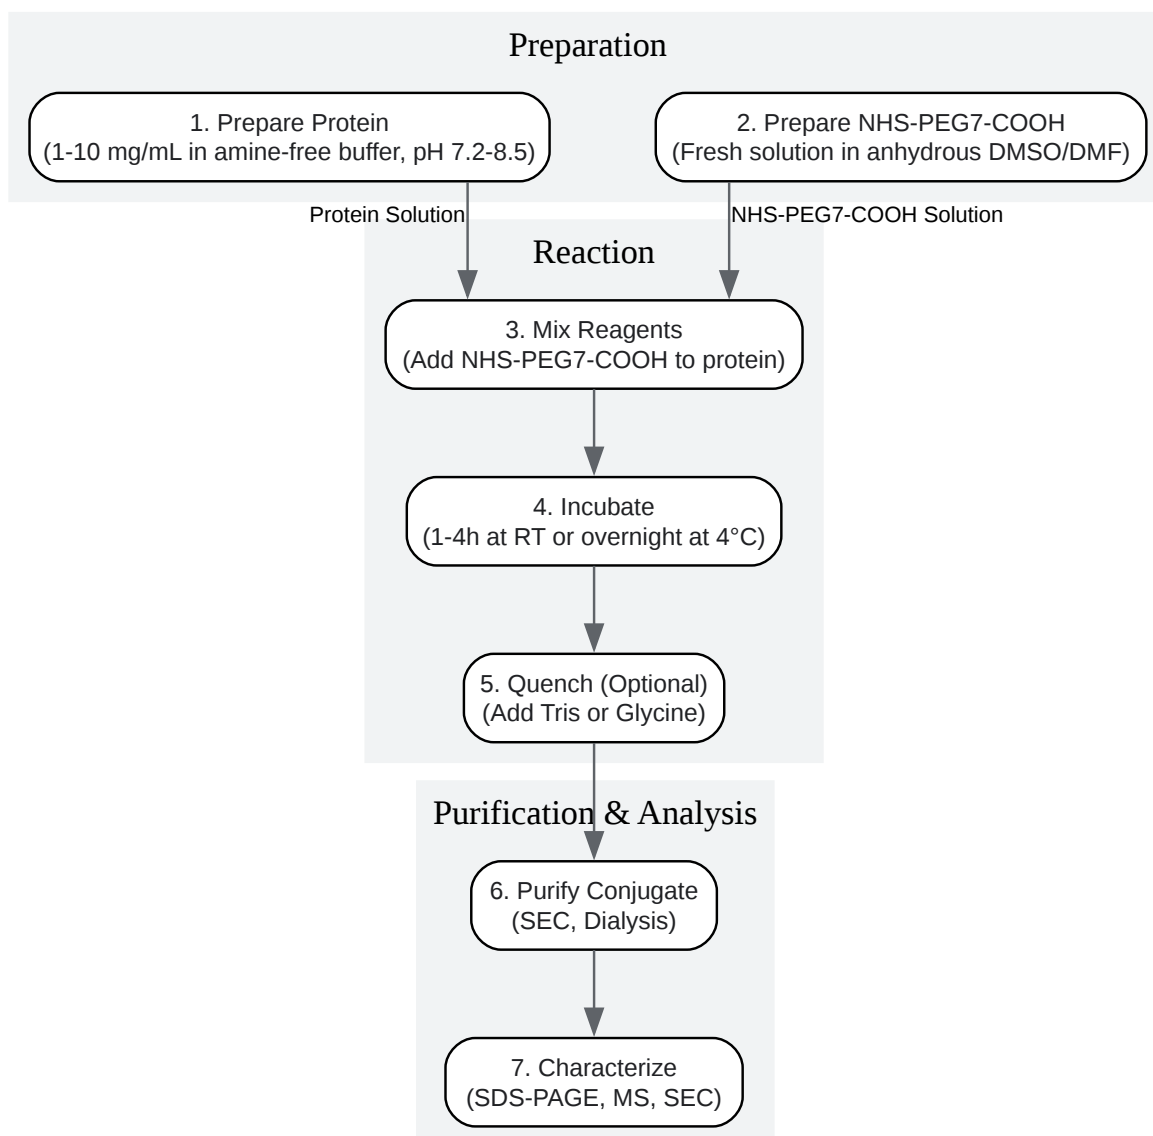 Preparation
1. Prepare Protein
(1-10 mg/mL in amine-free buffer, pH 7.2-8.5)
2. Prepare NHS-PEG7-COOH
(Fresh solution in anhydrous DMSO/DMF)
Protein Solution
NHS-PEG7-COOH Solution
Reaction
3. Mix Reagents
(Add NHS-PEG7-COOH to protein)
4. Incubate
(1-4h at RT or overnight at 4°C)
5. Quench (Optional)
(Add Tris or Glycine)
Purification & Analysis
6. Purify Conjugate
(SEC, Dialysis)
7. Characterize
(SDS-PAGE, MS, SEC)